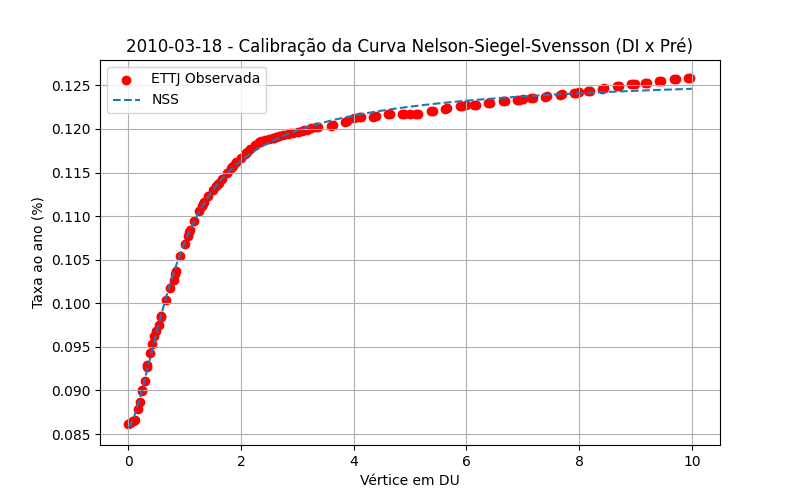 2010-03-18 - Calibração da Curva Nelson-Siegel-Svensson (DI x Pré)
ETTJ Observada
NSS
Taxa ao ano (%)
0.125
0.120
0.115
0.110
0.105
0.100
0.095
0.090
0.085
0 2 4 6 8 10
Vértice em DU